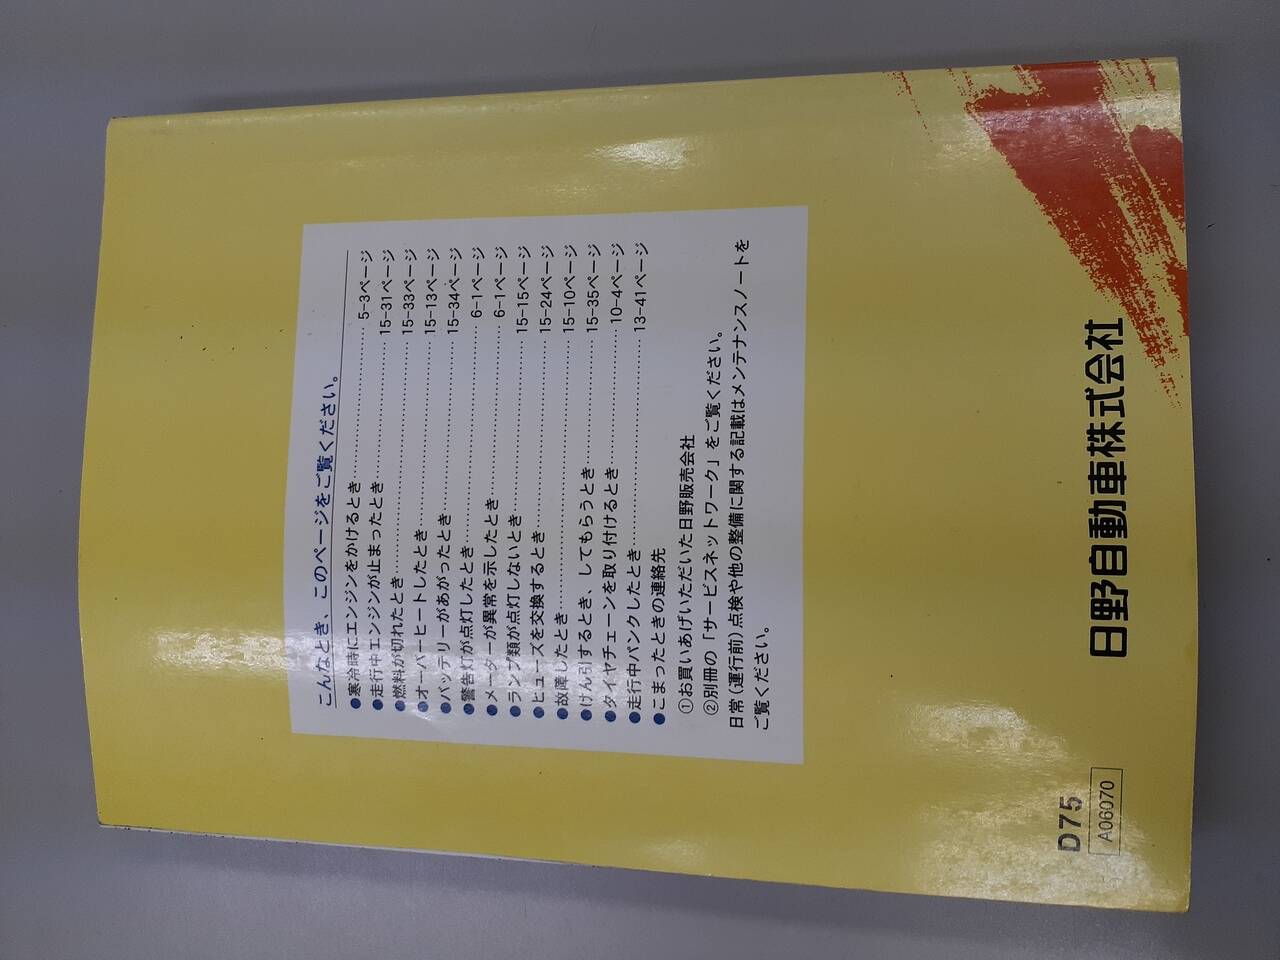 こんなとき、このページをご覧ください。
●寒冷時にエンジンをかけるとき……………………5-3ページ
●走行中エンジンが止まったとき……………………15-31ページ
●燃料が切れたとき……………………15-33ページ
●オーバーヒートしたとき……………………15-13ページ
●バッテリーがあがったとき……………………15-34ページ
●警告灯が点灯したとき……………………6-1ページ
●メーターが異常を示したとき……………………6-1ページ
●ランプ類が点灯しないとき……………………15-15ページ
●ヒューズを交換するとき……………………15-24ページ
●故障したとき……………………15-10ページ
●けん引するとき、してもらうとき……………………15-35ページ
●タイヤチェーンを取り付けるとき……………………10-4ページ
●走行中パンクしたとき……………………13-41ページ
●こまったときの連絡先
①お買いあげいただいた日野販売会社
②別冊の「サービスネットワーク」をご覧ください。
日常(運行前)点検や他の整備に関する記載はメンテナンスノートを
ご覧ください。
D75
A06070
日野自動車株式会社